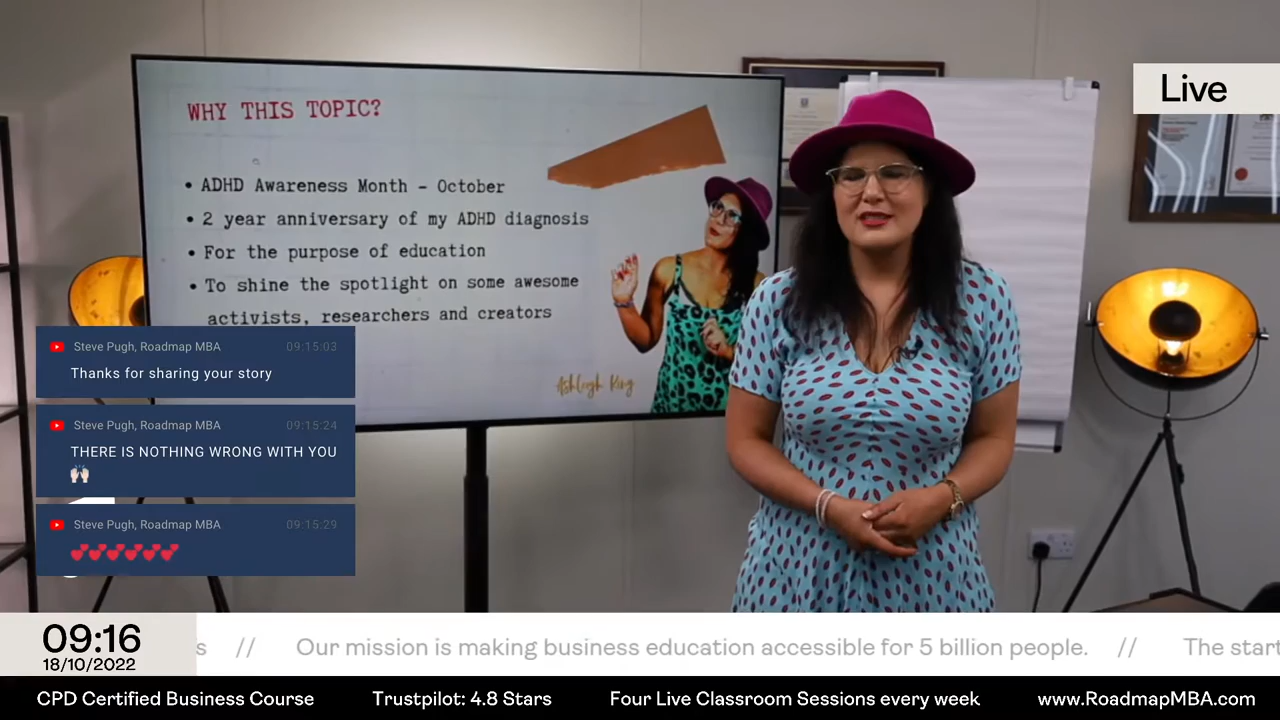 Live
WHY THIS TOPIC?
• ADHD Awareness Month - October
• 2 year anniversary of my ADHD diagnosis
• For the purpose of education
• To shine the spotlight on some awesome
activists, researchers and creators
Ashleigh King
Steve Pugh, Roadmap MBA 09:15:03
Thanks for sharing your story
Steve Pugh, Roadmap MBA 09:15:24
THERE IS NOTHING WRONG WITH YOU
🙌🏻
Steve Pugh, Roadmap MBA 09:15:29
💕💕💕💕💕💕
09:16
18/10/2022
s // Our mission is making business education accessible for 5 billion people. // The start
CPD Certified Business Course Trustpilot: 4.8 Stars Four Live Classroom Sessions every week www.RoadmapMBA.com